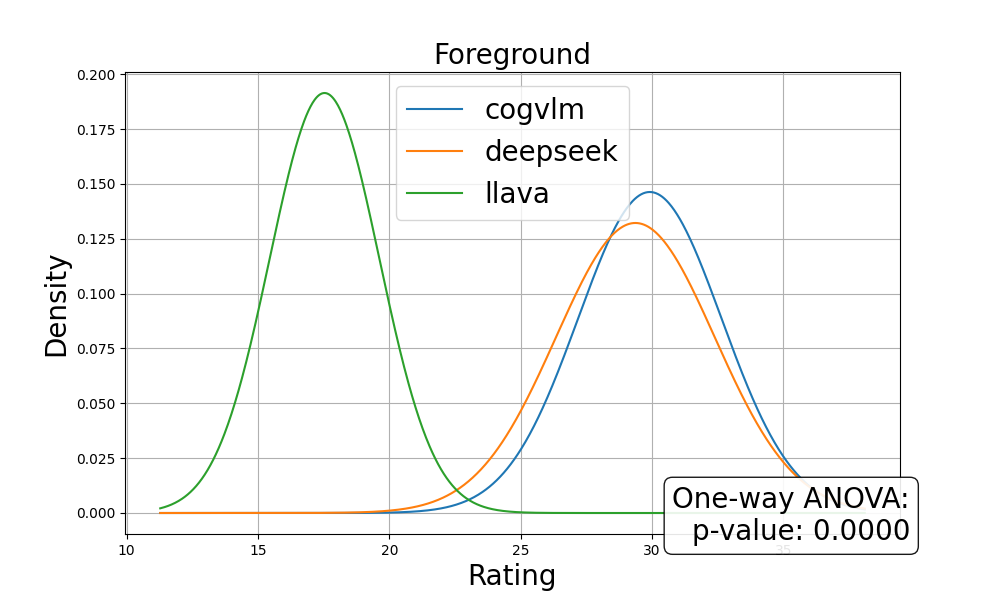 Foreground
cogvlm
deepseek
llava
0.200
0.175
0.150
0.125
0.100
0.075
0.050
0.025
0.000
Density
10
15
20
25
30
35
Rating
One-way ANOVA:
p-value: 0.0000